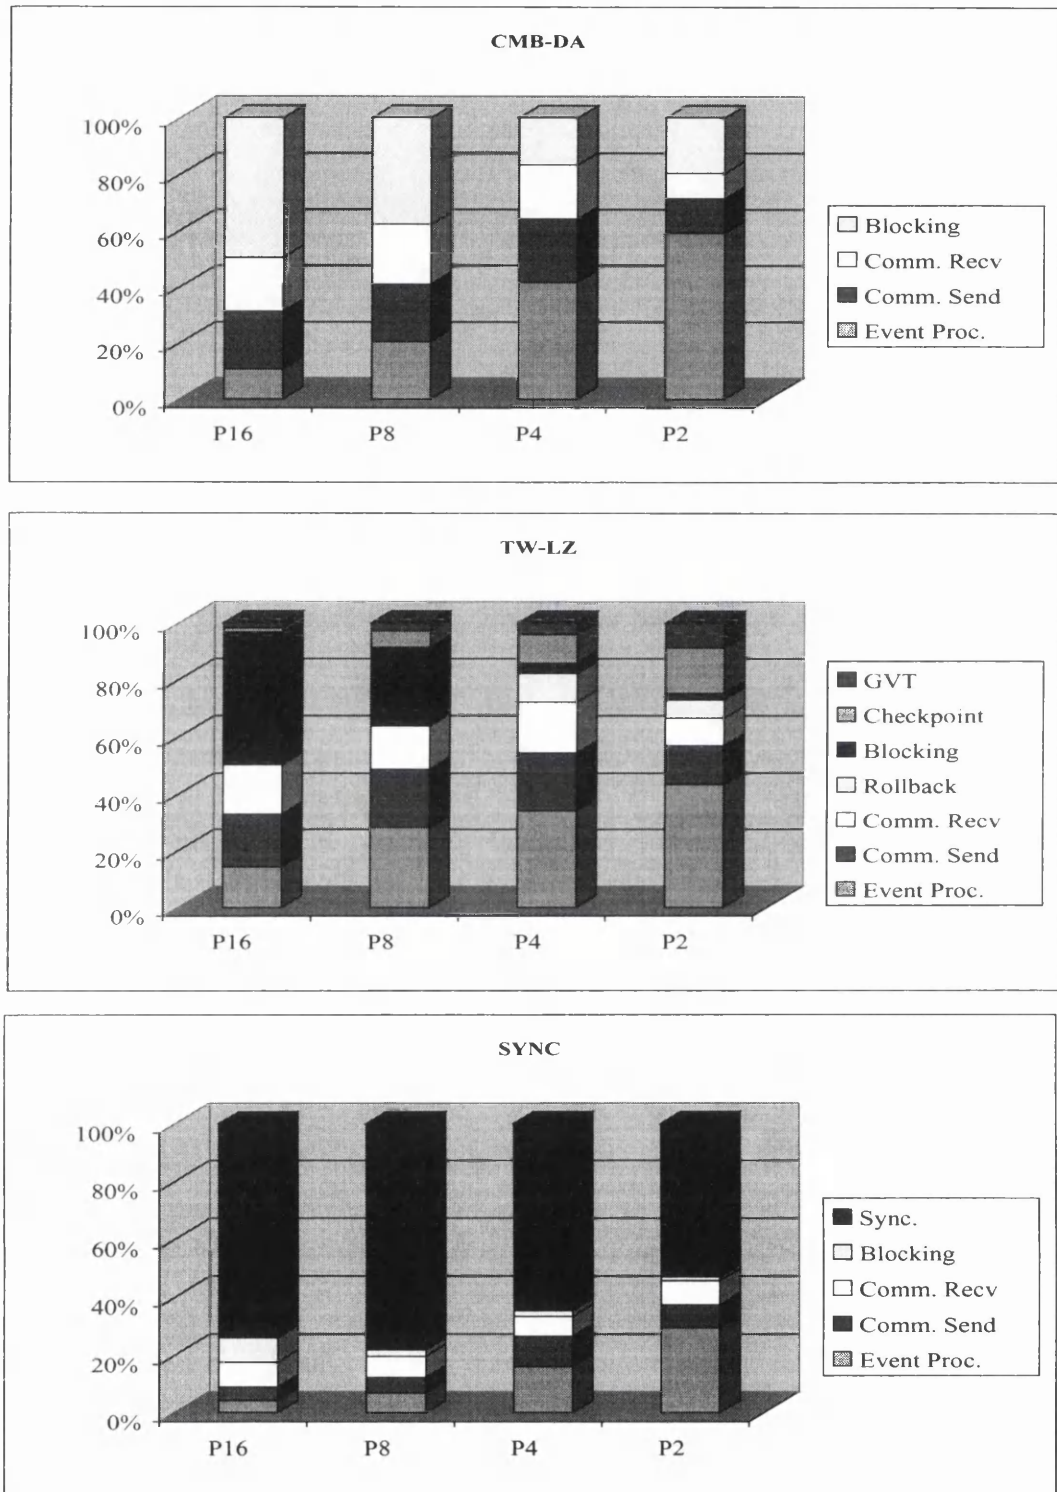 CMB-DA
100%
80%
60%
40%
20%
0%
P16 P8 P4 P2
Blocking
Comm. Recv
Comm. Send
Event Proc.
TW-LZ
100%
80%
60%
40%
20%
0%
P16 P8 P4 P2
GVT
Checkpoint
Blocking
Rollback
Comm. Recv
Comm. Send
Event Proc.
SYNC
100%
80%
60%
40%
20%
0%
P16 P8 P4 P2
Sync.
Blocking
Comm. Recv
Comm. Send
Event Proc.